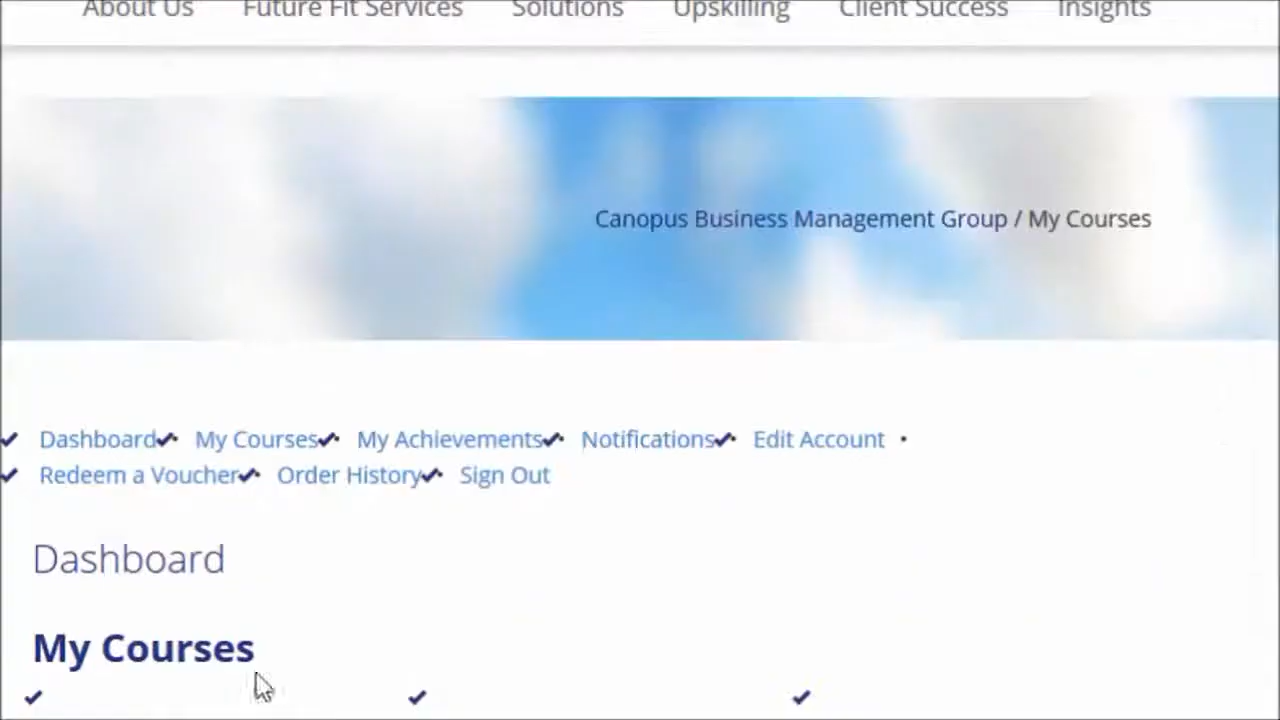 About Us Future Fit Services Solutions Upskilling Client Success Insights
Canopus Business Management Group / My Courses
Dashboard My Courses My Achievements Notifications Edit Account
Redeem a Voucher Order History Sign Out
Dashboard
My Courses